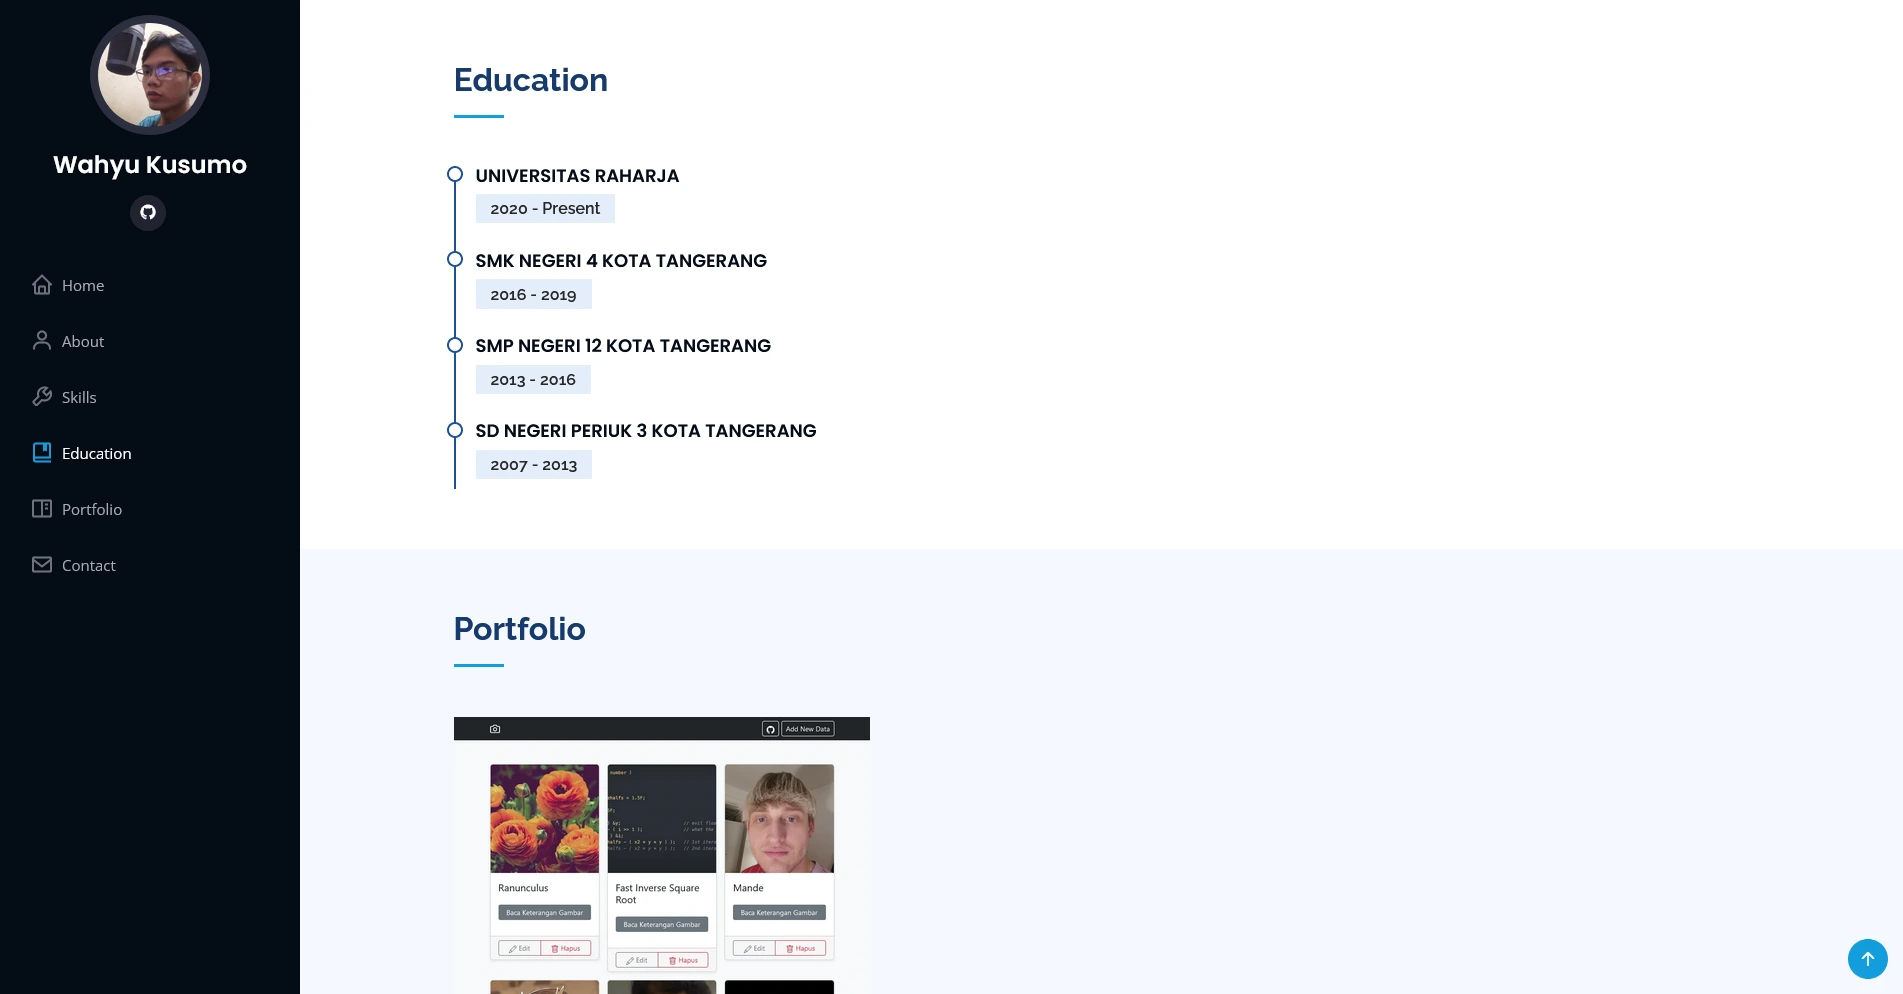 Wahyu Kusumo
Home
About
Skills
Education
Portfolio
Contact
Education
UNIVERSITAS RAHARJA
2020 - Present
SMK NEGERI 4 KOTA TANGERANG
2016 - 2019
SMP NEGERI 12 KOTA TANGERANG
2013 - 2016
SD NEGERI PERIUK 3 KOTA TANGERANG
2007 - 2013
Portfolio
Add New Data
number )
Ranunculus
Baca Keterangan Gambar
Edit Hapus
Fast Inverse Square
Root
Baca Keterangan Gambar
Edit Hapus
Mande
Baca Keterangan Gambar
Edit Hapus